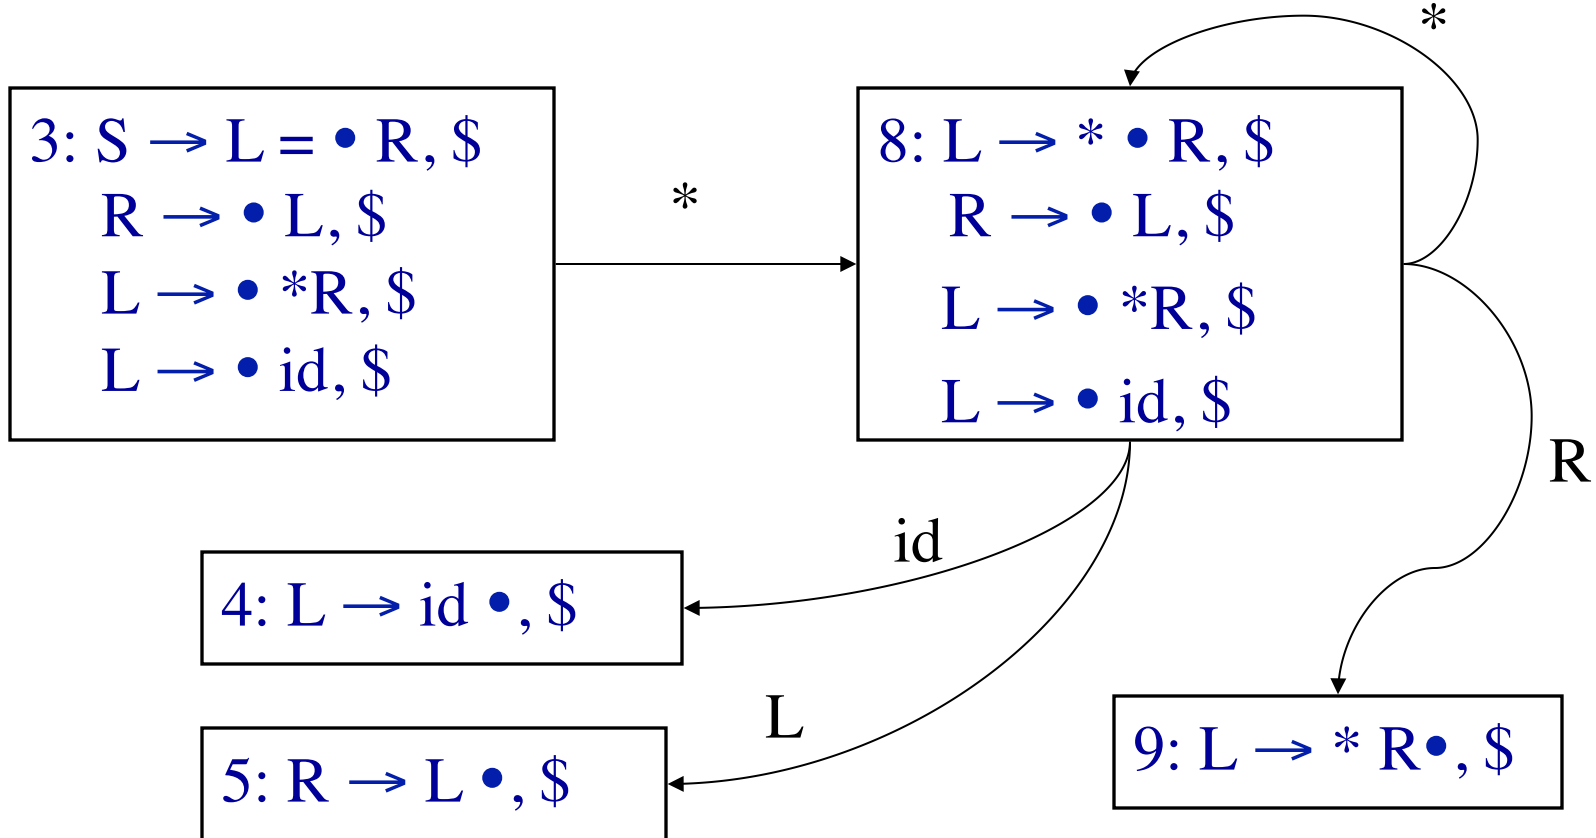 *
3: S → L = • R, $
R → • L, $
L → • *R, $
L → • id, $
*
8: L → * • R, $
R → • L, $
L → • *R, $
L → • id, $
R
id
4: L → id •, $
L
5: R → L •, $
9: L → * R•, $